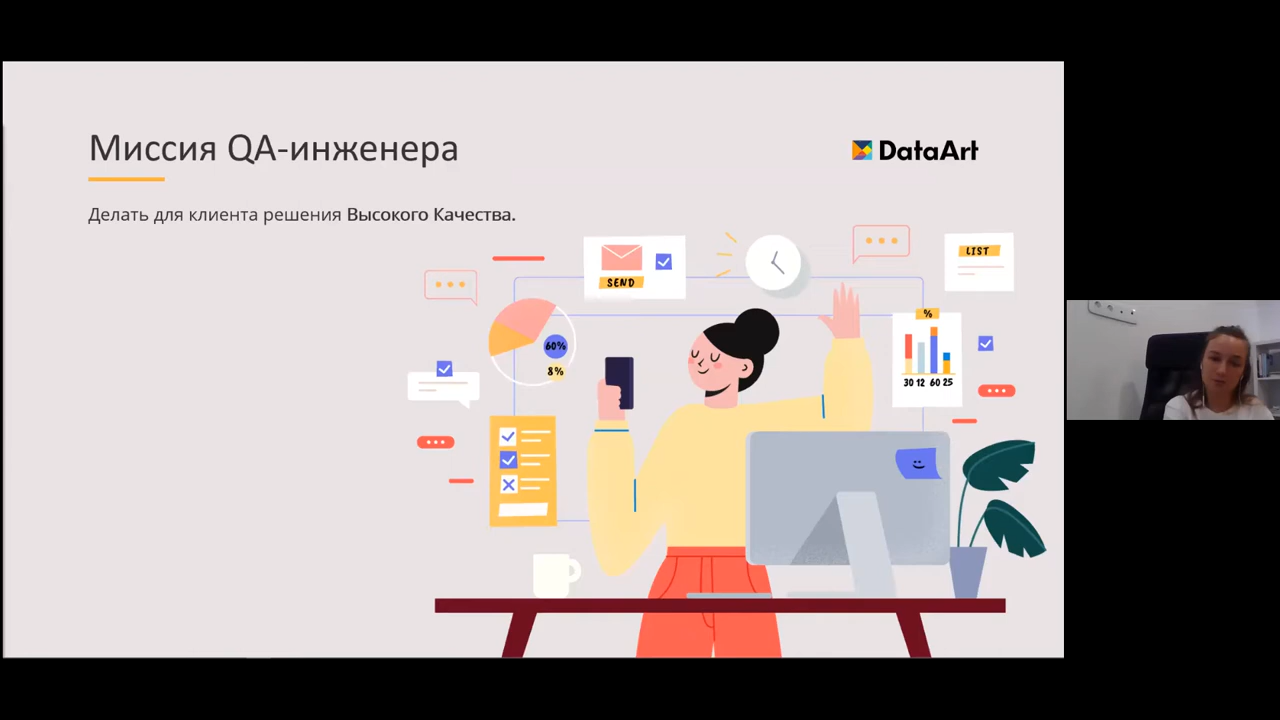 Миссия QA-инженера
DataArt
Делать для клиента решения Высокого Качества.
SEND
LIST
60%
8%
%
30 12 60 25